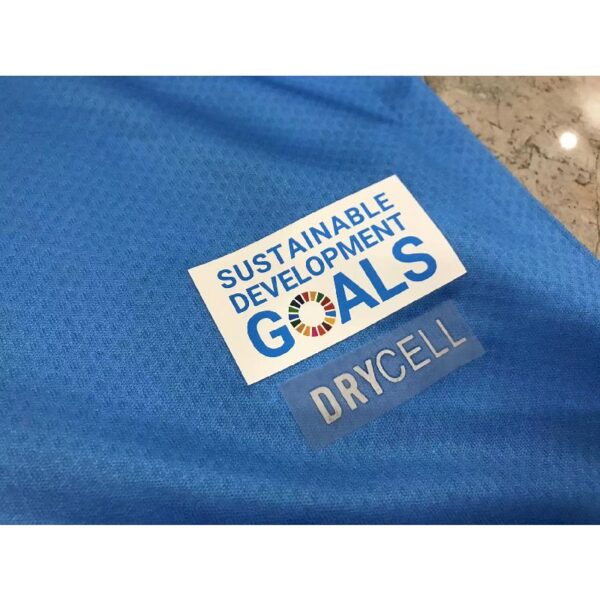 SUSTAINABLE
DEVELOPMENT
GOALS
DRYCELL